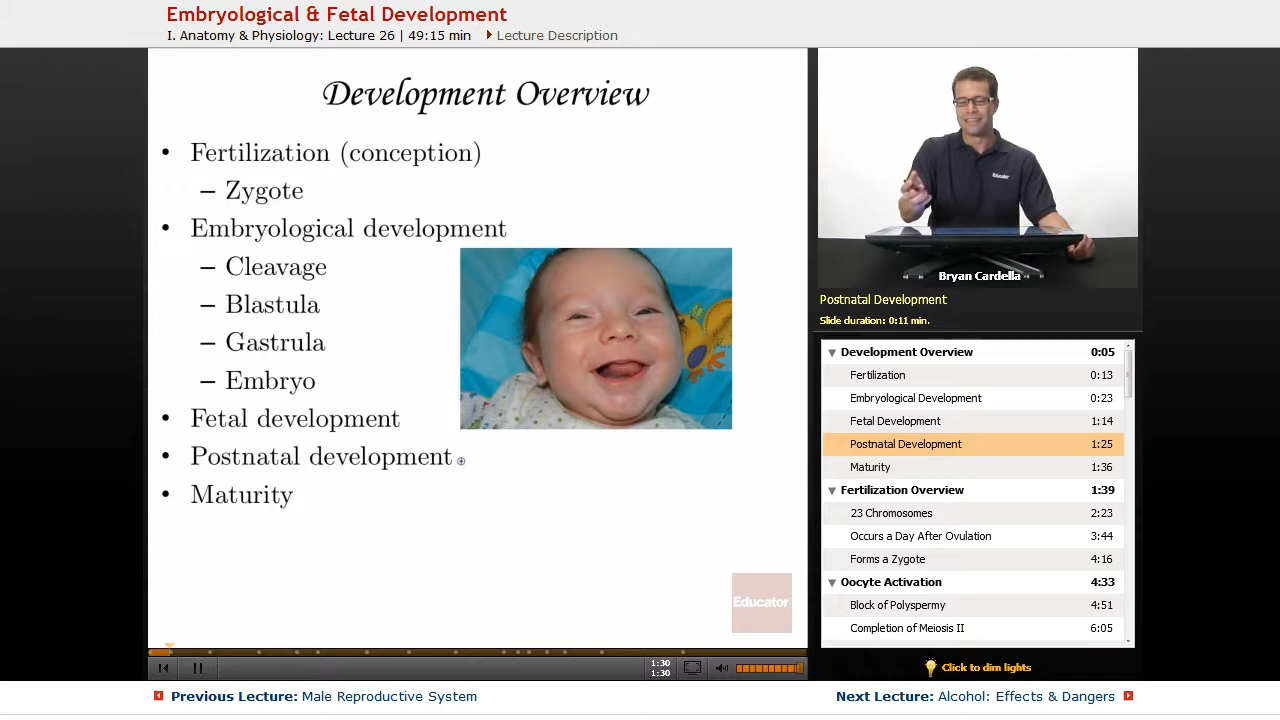 Embryological & Fetal Development
I. Anatomy & Physiology: Lecture 26 | 49:15 min
Lecture Description
Development Overview
• Fertilization (conception)
– Zygote
• Embryological development
– Cleavage
– Blastula
– Gastrula
– Embryo
• Fetal development
• Postnatal development
• Maturity
Educator
Educator
Bryan Cardella
Postnatal Development
Slide duration: 0:11 min.
Development Overview 0:05
Fertilization 0:13
Embryological Development 0:23
Fetal Development 1:14
Postnatal Development 1:25
Maturity 1:36
Fertilization Overview 1:39
23 Chromosomes 2:23
Occurs a Day After Ovulation 3:44
Forms a Zygote 4:16
Oocyte Activation 4:33
Block of Polyspermy 4:51
Completion of Meiosis II 6:05
1:30
1:30
Click to dim lights
Previous Lecture: Male Reproductive System
Next Lecture: Alcohol: Effects & Dangers